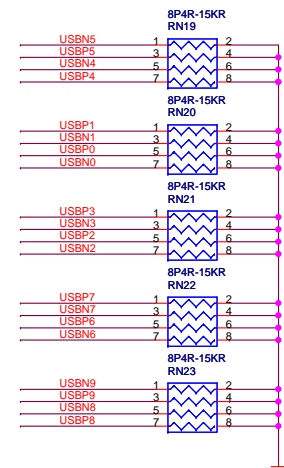 8P4R-15KR
RN19
USBN5 1 2
USBP5 3 4
USBN4 5 6
USBP4 7 8
8P4R-15KR
RN20
USBP1 1 2
USBN1 3 4
USBP0 5 6
USBN0 7 8
8P4R-15KR
RN21
USBP3 1 2
USBN3 3 4
USBP2 5 6
USBN2 7 8
8P4R-15KR
RN22
USBP7 1 2
USBN7 3 4
USBP6 5 6
USBN6 7 8
8P4R-15KR
RN23
USBN9 1 2
USBP9 3 4
USBN8 5 6
USBP8 7 8